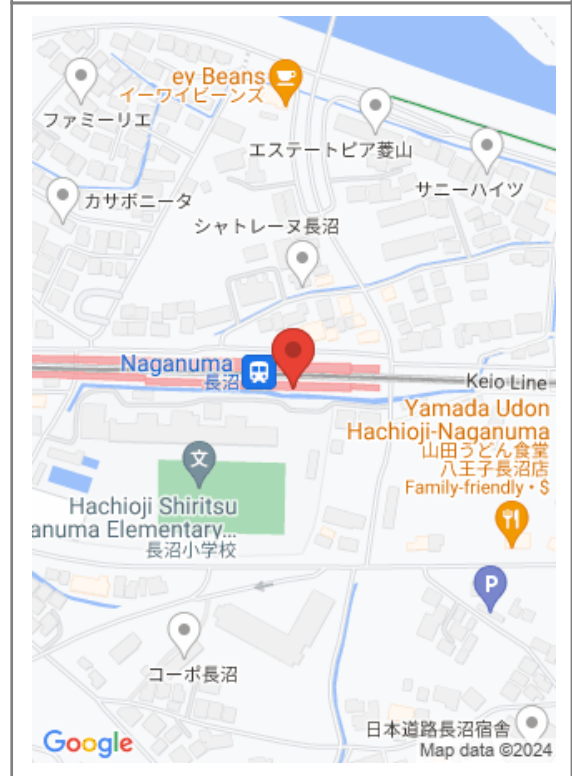 ey Beans
イーワイビーンズ
ファミーリエ
エステートピア菱山
サニーハイツ
カサボニータ
シャトレーヌ長沼
Naganuma
長沼
Keio Line
Yamada Udon
Hachioji-Naganuma
山田うどん食堂
八王子長沼店
Family-friendly • $
文
Hachioji Shiritsu
anuma Elementary...
長沼小学校
P
コーポ長沼
日本道路長沼宿舎
Google
Map data ©2024